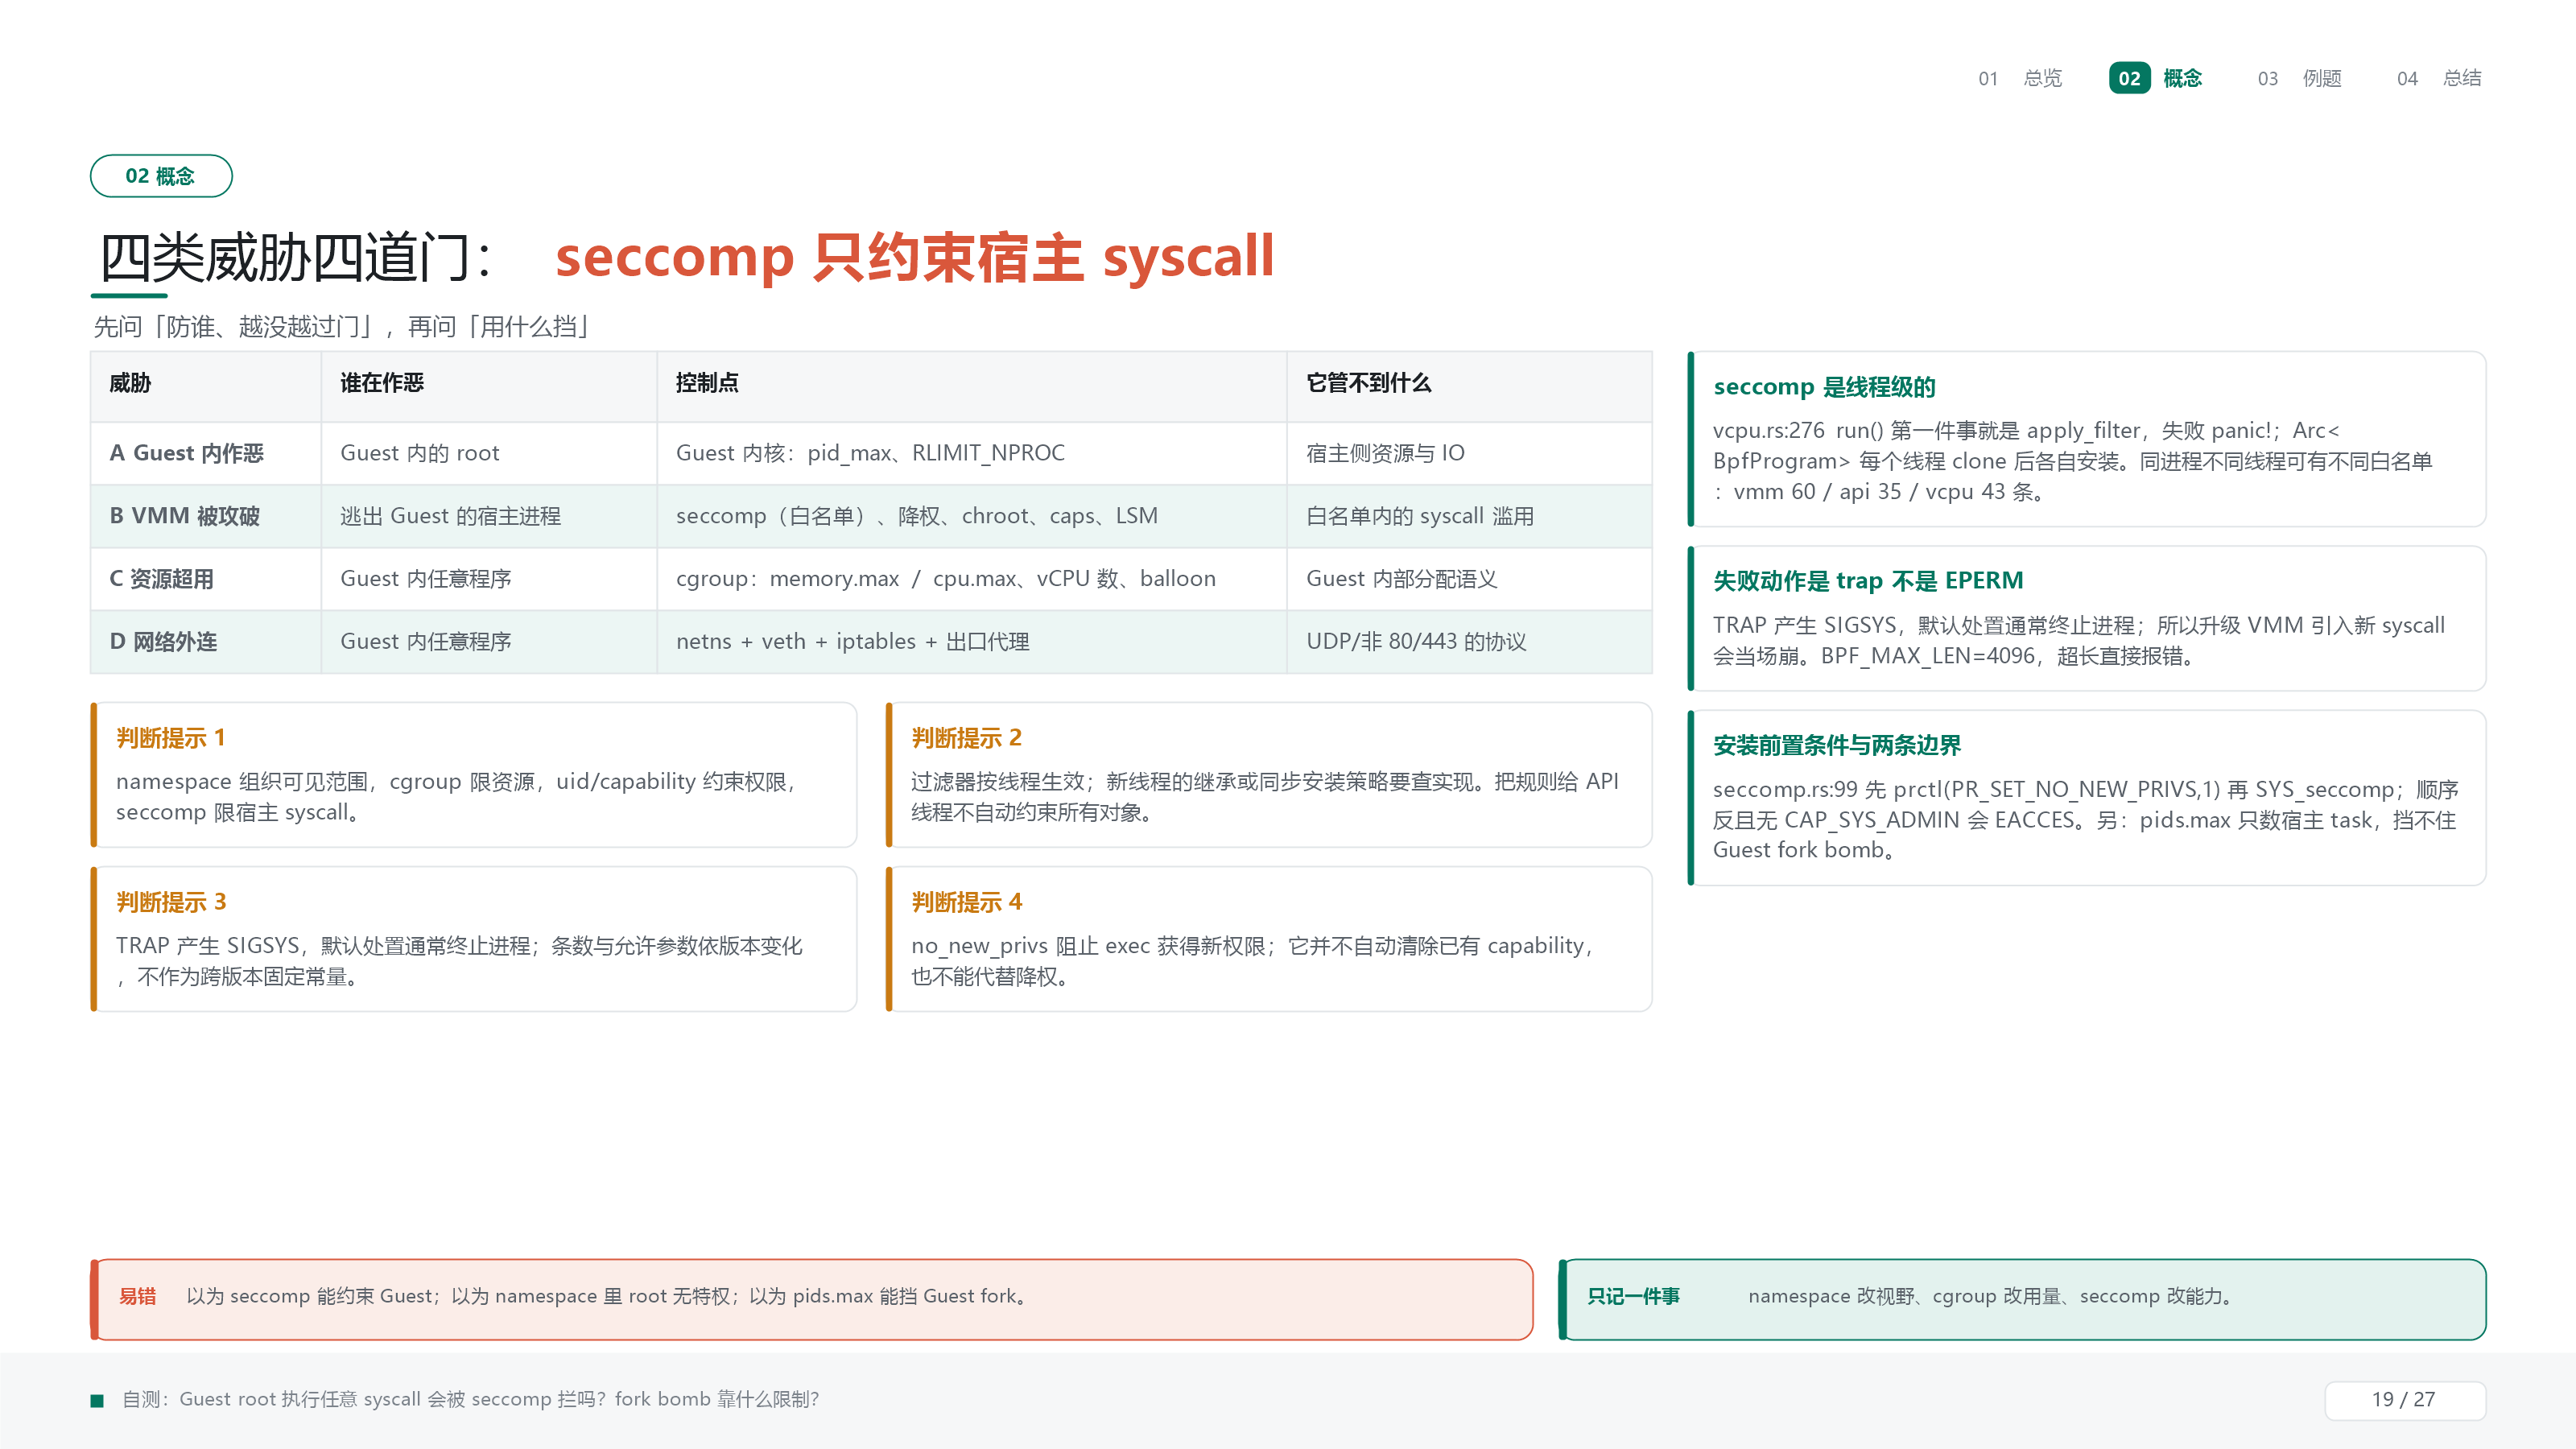 01 总览 02 概念 03 例题 04 总结
02 概念
四类威胁四道门： seccomp 只约束宿主 syscall
先问「防谁、越没越过门」，再问「用什么挡」
威胁 谁在作恶 控制点 它管不到什么
A Guest 内作恶 Guest 内的 root Guest 内核：pid_max、RLIMIT_NPROC 宿主侧资源与 IO
B VMM 被攻破 逃出 Guest 的宿主进程 seccomp（白名单）、降权、chroot、caps、LSM 白名单内的 syscall 滥用
C 资源超用 Guest 内任意程序 cgroup：memory.max / cpu.max、vCPU 数、balloon Guest 内部分配语义
D 网络外连 Guest 内任意程序 netns + veth + iptables + 出口代理 UDP/非 80/443 的协议
判断提示 1
namespace 组织可见范围，cgroup 限资源，uid/capability 约束权限，
seccomp 限宿主 syscall。
判断提示 2
过滤器按线程生效；新线程的继承或同步安装策略要查实现。把规则给 API
线程不自动约束所有对象。
判断提示 3
TRAP 产生 SIGSYS，默认处置通常终止进程；条数与允许参数依版本变化
，不作为跨版本固定常量。
判断提示 4
no_new_privs 阻止 exec 获得新权限；它并不自动清除已有 capability，
也不能代替降权。
seccomp 是线程级的
vcpu.rs:276 run() 第一件事就是 apply_filter，失败 panic!；Arc<
BpfProgram> 每个线程 clone 后各自安装。同进程不同线程可有不同白名单
：vmm 60 / api 35 / vcpu 43 条。
失败动作是 trap 不是 EPERM
TRAP 产生 SIGSYS，默认处置通常终止进程；所以升级 VMM 引入新 syscall
会当场崩。BPF_MAX_LEN=4096，超长直接报错。
安装前置条件与两条边界
seccomp.rs:99 先 prctl(PR_SET_NO_NEW_PRIVS,1) 再 SYS_seccomp；顺序
反且无 CAP_SYS_ADMIN 会 EACCES。另：pids.max 只数宿主 task，挡不住
Guest fork bomb。
易错 以为 seccomp 能约束 Guest；以为 namespace 里 root 无特权；以为 pids.max 能挡 Guest fork。
只记一件事 namespace 改视野、cgroup 改用量、seccomp 改能力。
自测：Guest root 执行任意 syscall 会被 seccomp 拦吗？fork bomb 靠什么限制？
19 / 27